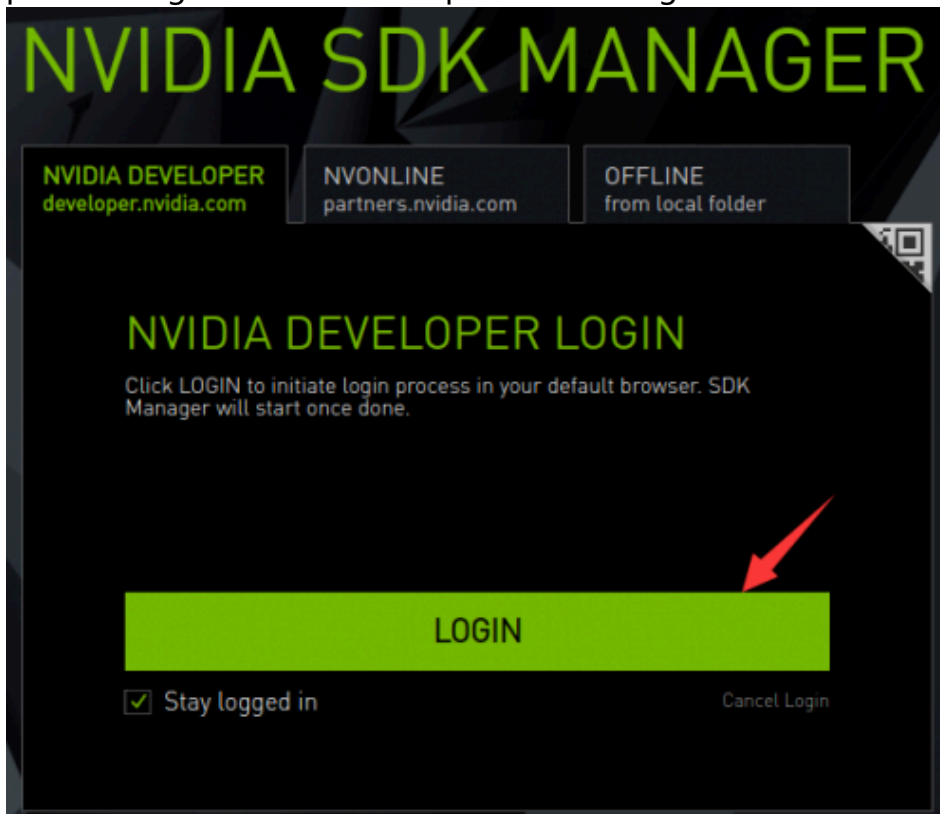 NVIDIA SDK MANAGER
NVIDIA DEVELOPER
developer.nvidia.com
NVONLINE
partners.nvidia.com
OFFLINE
from local folder
NVIDIA DEVELOPER LOGIN
Click LOGIN to initiate login process in your default browser. SDK
Manager will start once done.
LOGIN
Stay logged in
Cancel Login